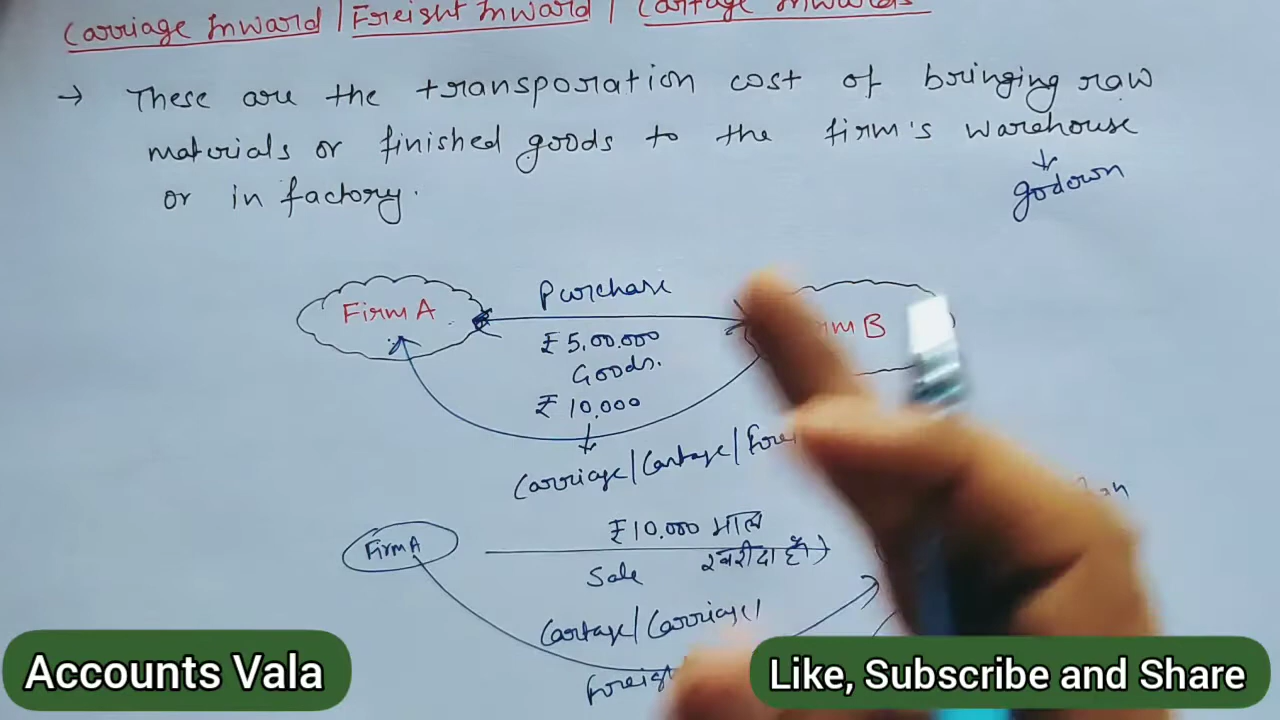 Carriage Inward / Freight Inward / Cartage Inwards
→ These are the transporation cost of bringing raw
materials or finished goods to the firm's warehouse
godown
or in factory.
Firm A
Purchase
B
₹ 5,00,000
Goods.
₹ 10,000
Carriage/Cartage/
Firm A
₹10,000 माल
खरीदा है
Sale
Cartage/Carriage/
Accounts Vala
Like, Subscribe and Share